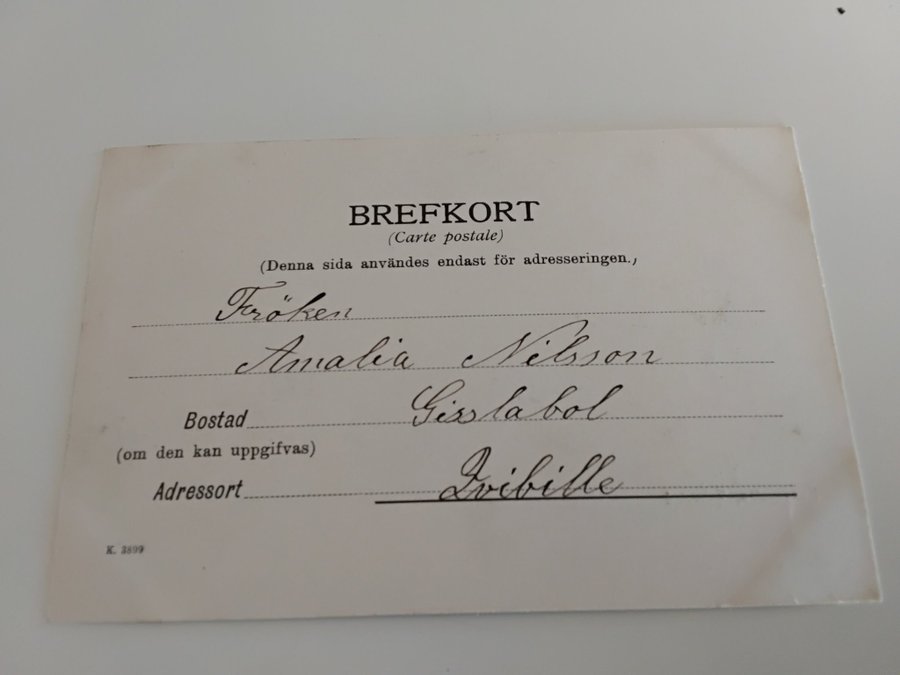 BREFKORT
(Carte postale)
(Denna sida användes endast för adresseringen.)
Fröken
Amalia Nilsson
Bostad Gisslabol
(om den kan uppgifvas)
Adressort Qvibille
K. 3899